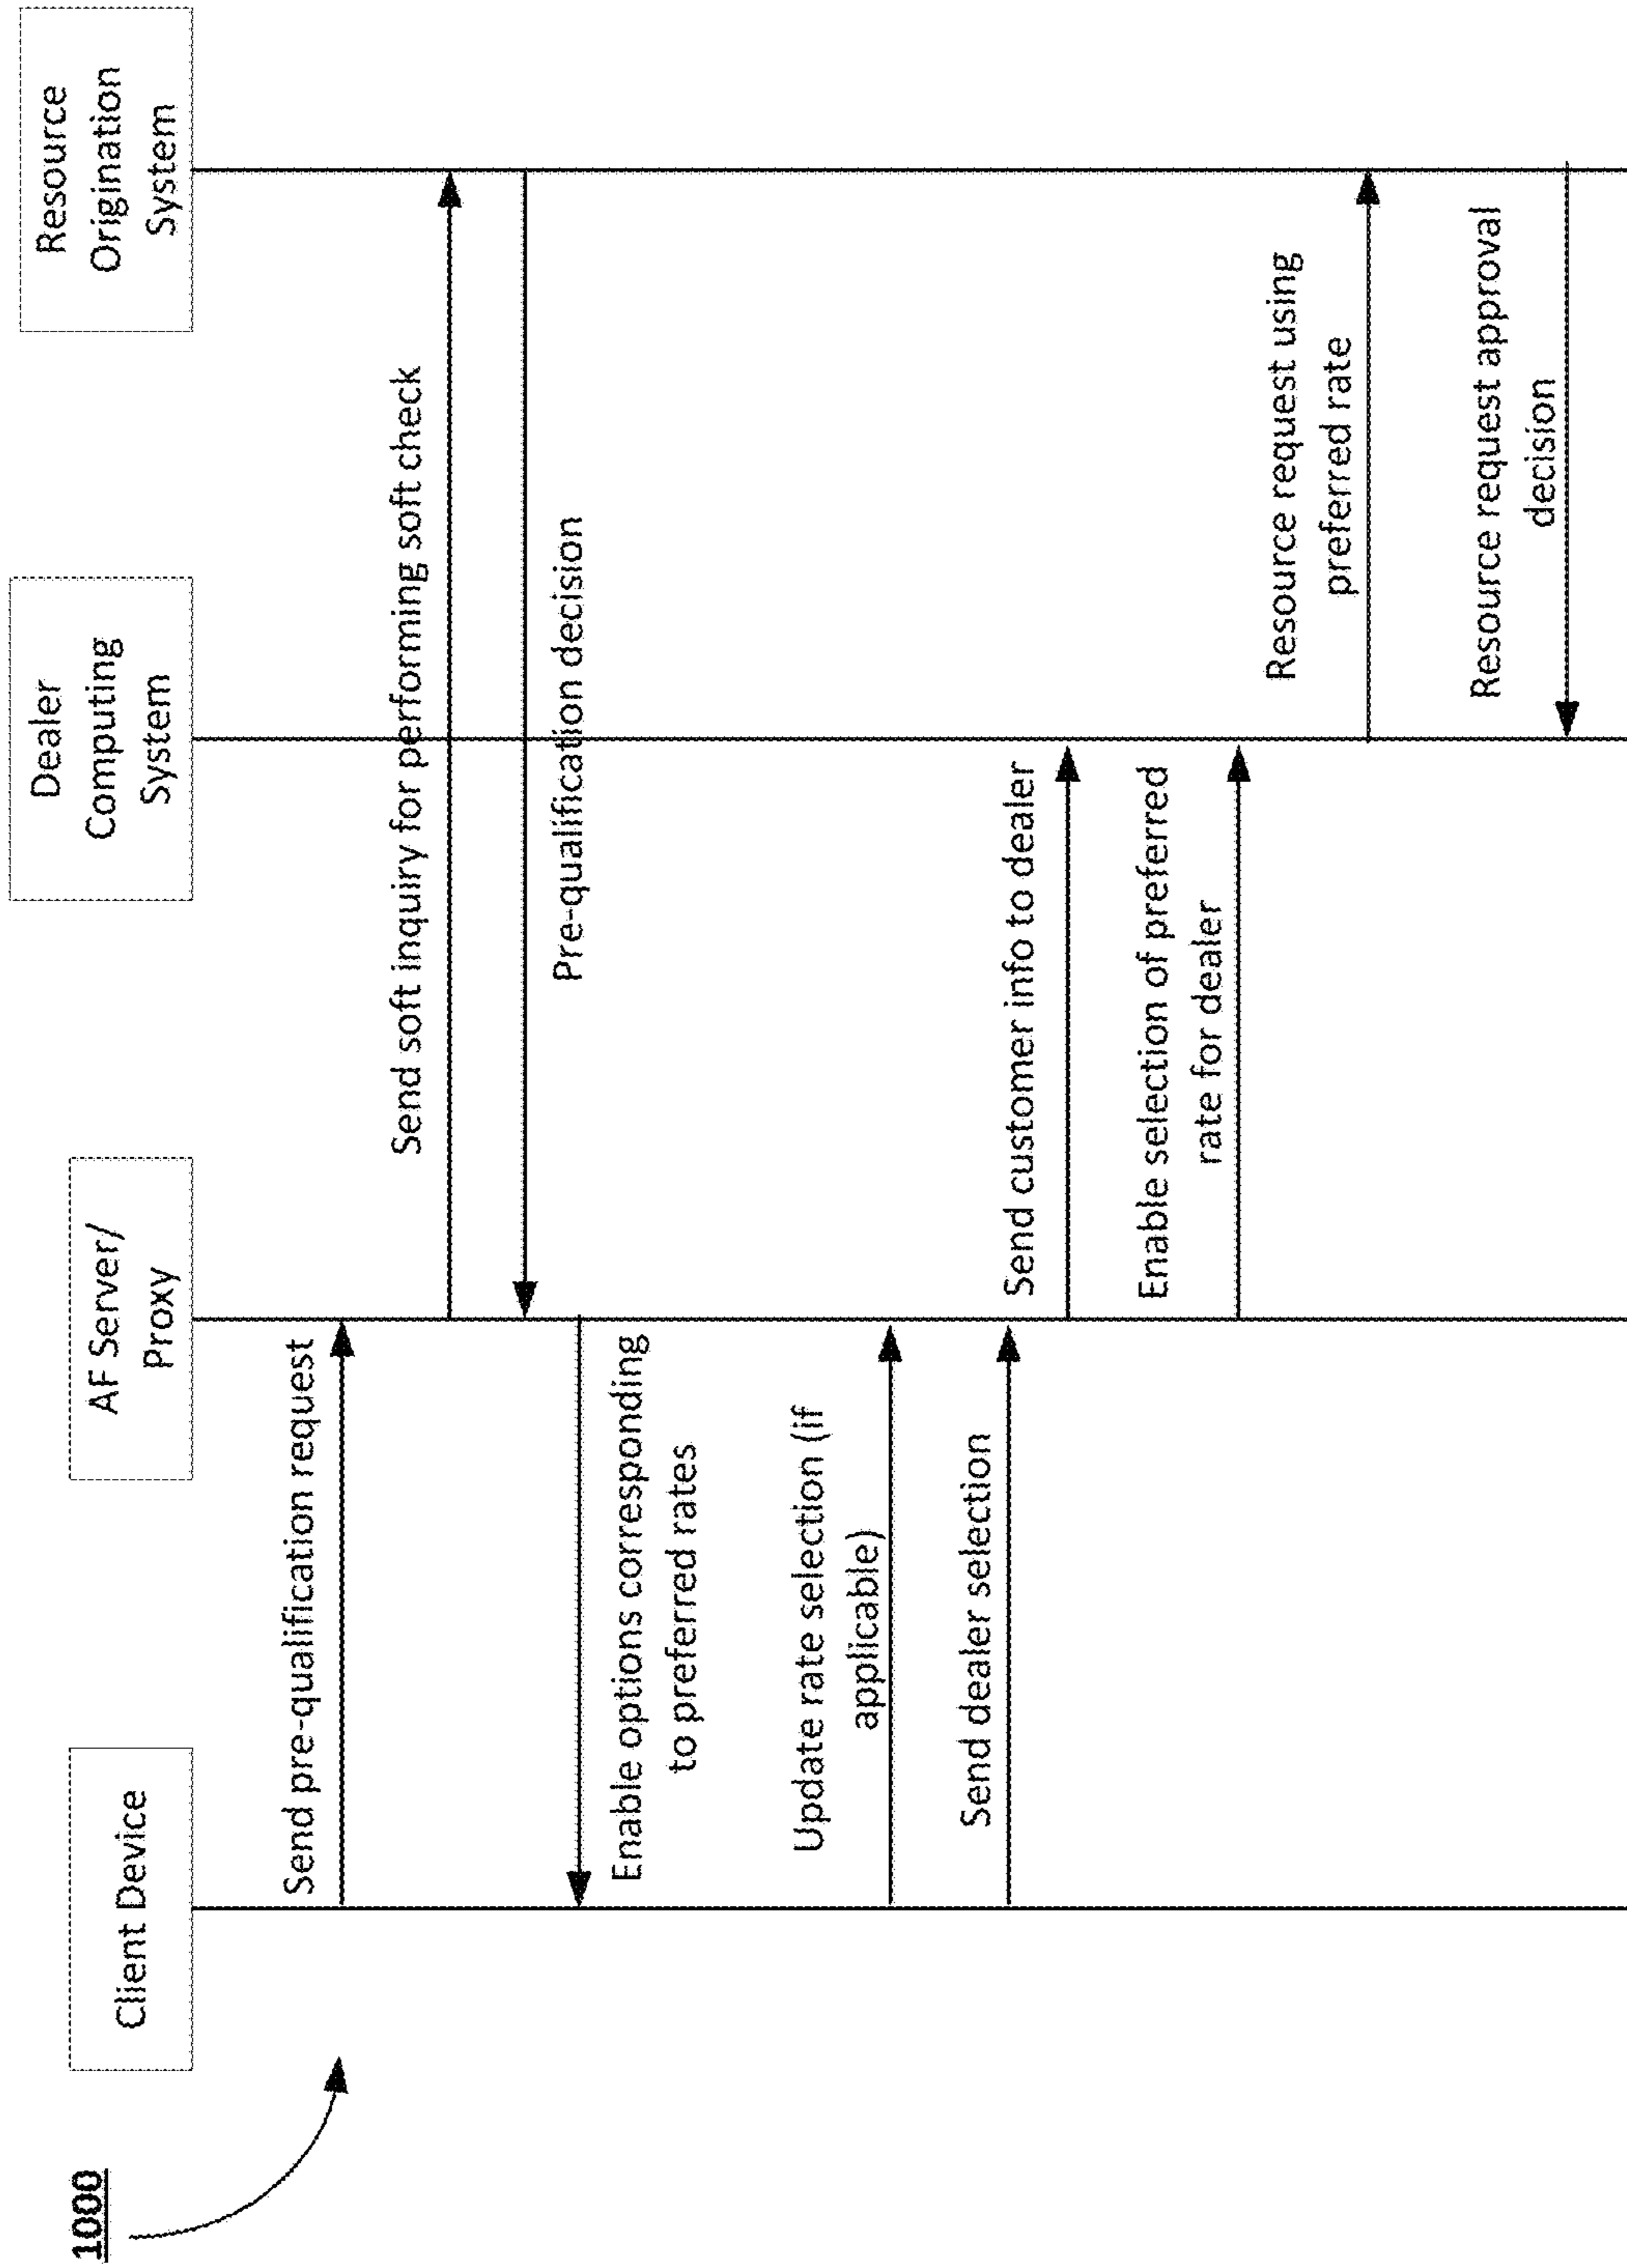 1000
Client Device
AF Server/
Proxy
Dealer
Computing
System
Resource
Origination
System
Send pre-qualification request
Send soft inquiry for performing soft check
Pre-qualification decision
Enable options corresponding
to preferred rates
Update rate selection (if
applicable)
Send dealer selection
Send customer info to dealer
Enable selection of preferred
rate for dealer
Resource request using
preferred rate
Resource request approval
decision